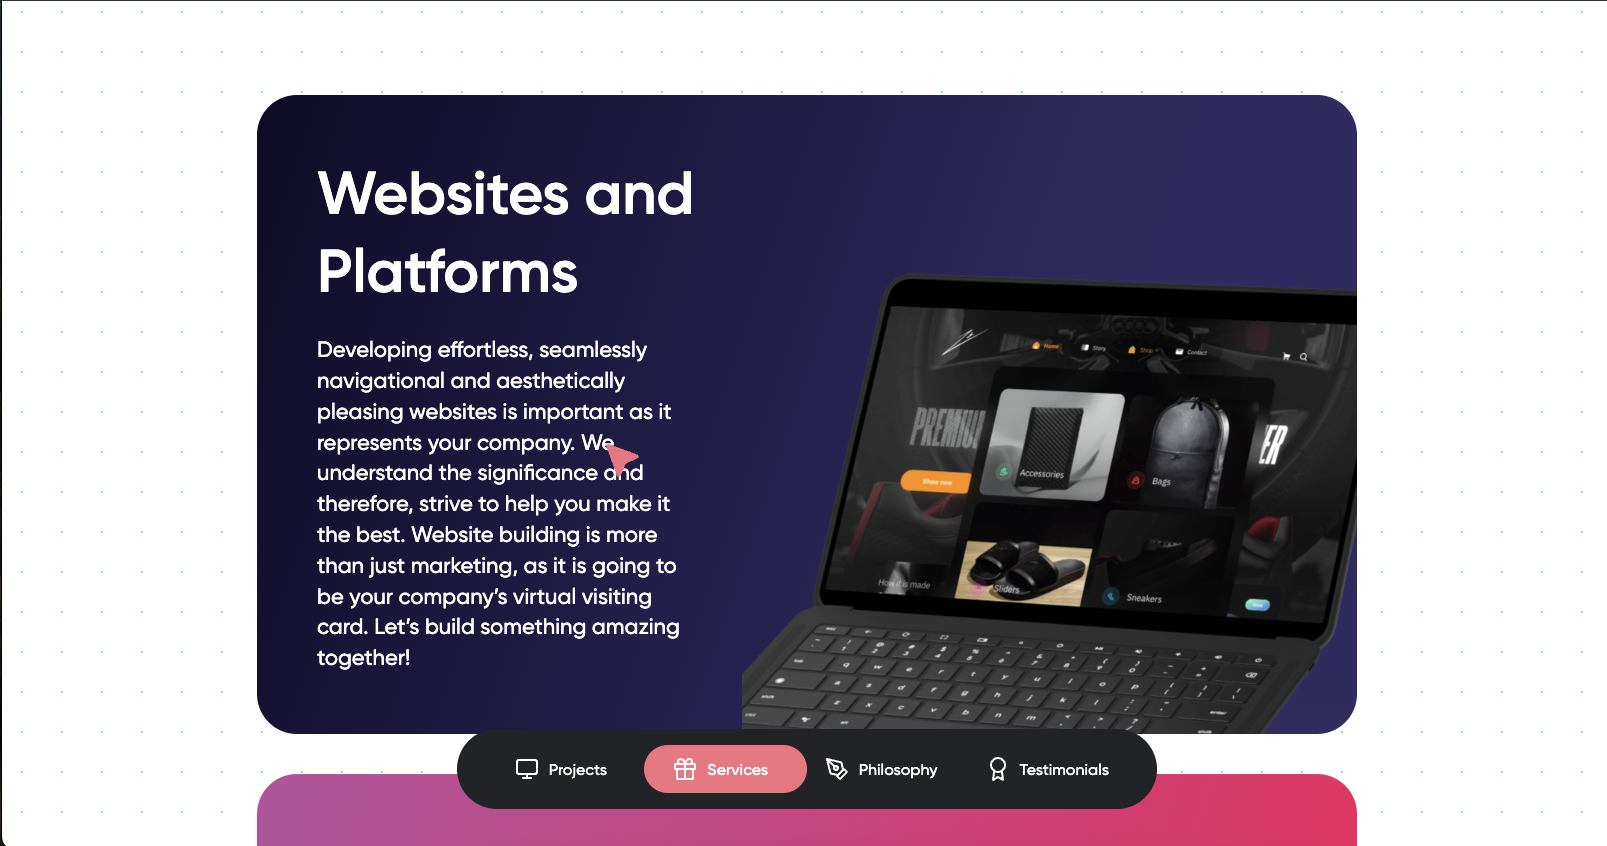 Websites and
Platforms
Developing effortless, seamlessly
navigational and aesthetically
pleasing websites is important as it
represents your company. We
understand the significance and
therefore, strive to help you make it
the best. Website building is more
than just marketing, as it is going to
be your company's virtual visiting
card. Let's build something amazing
together!
Home Story Shop Contact
PREMIUM
Show now
Accessories
Bags
How it is made
Sliders
Sneakers
Projects Services Philosophy Testimonials